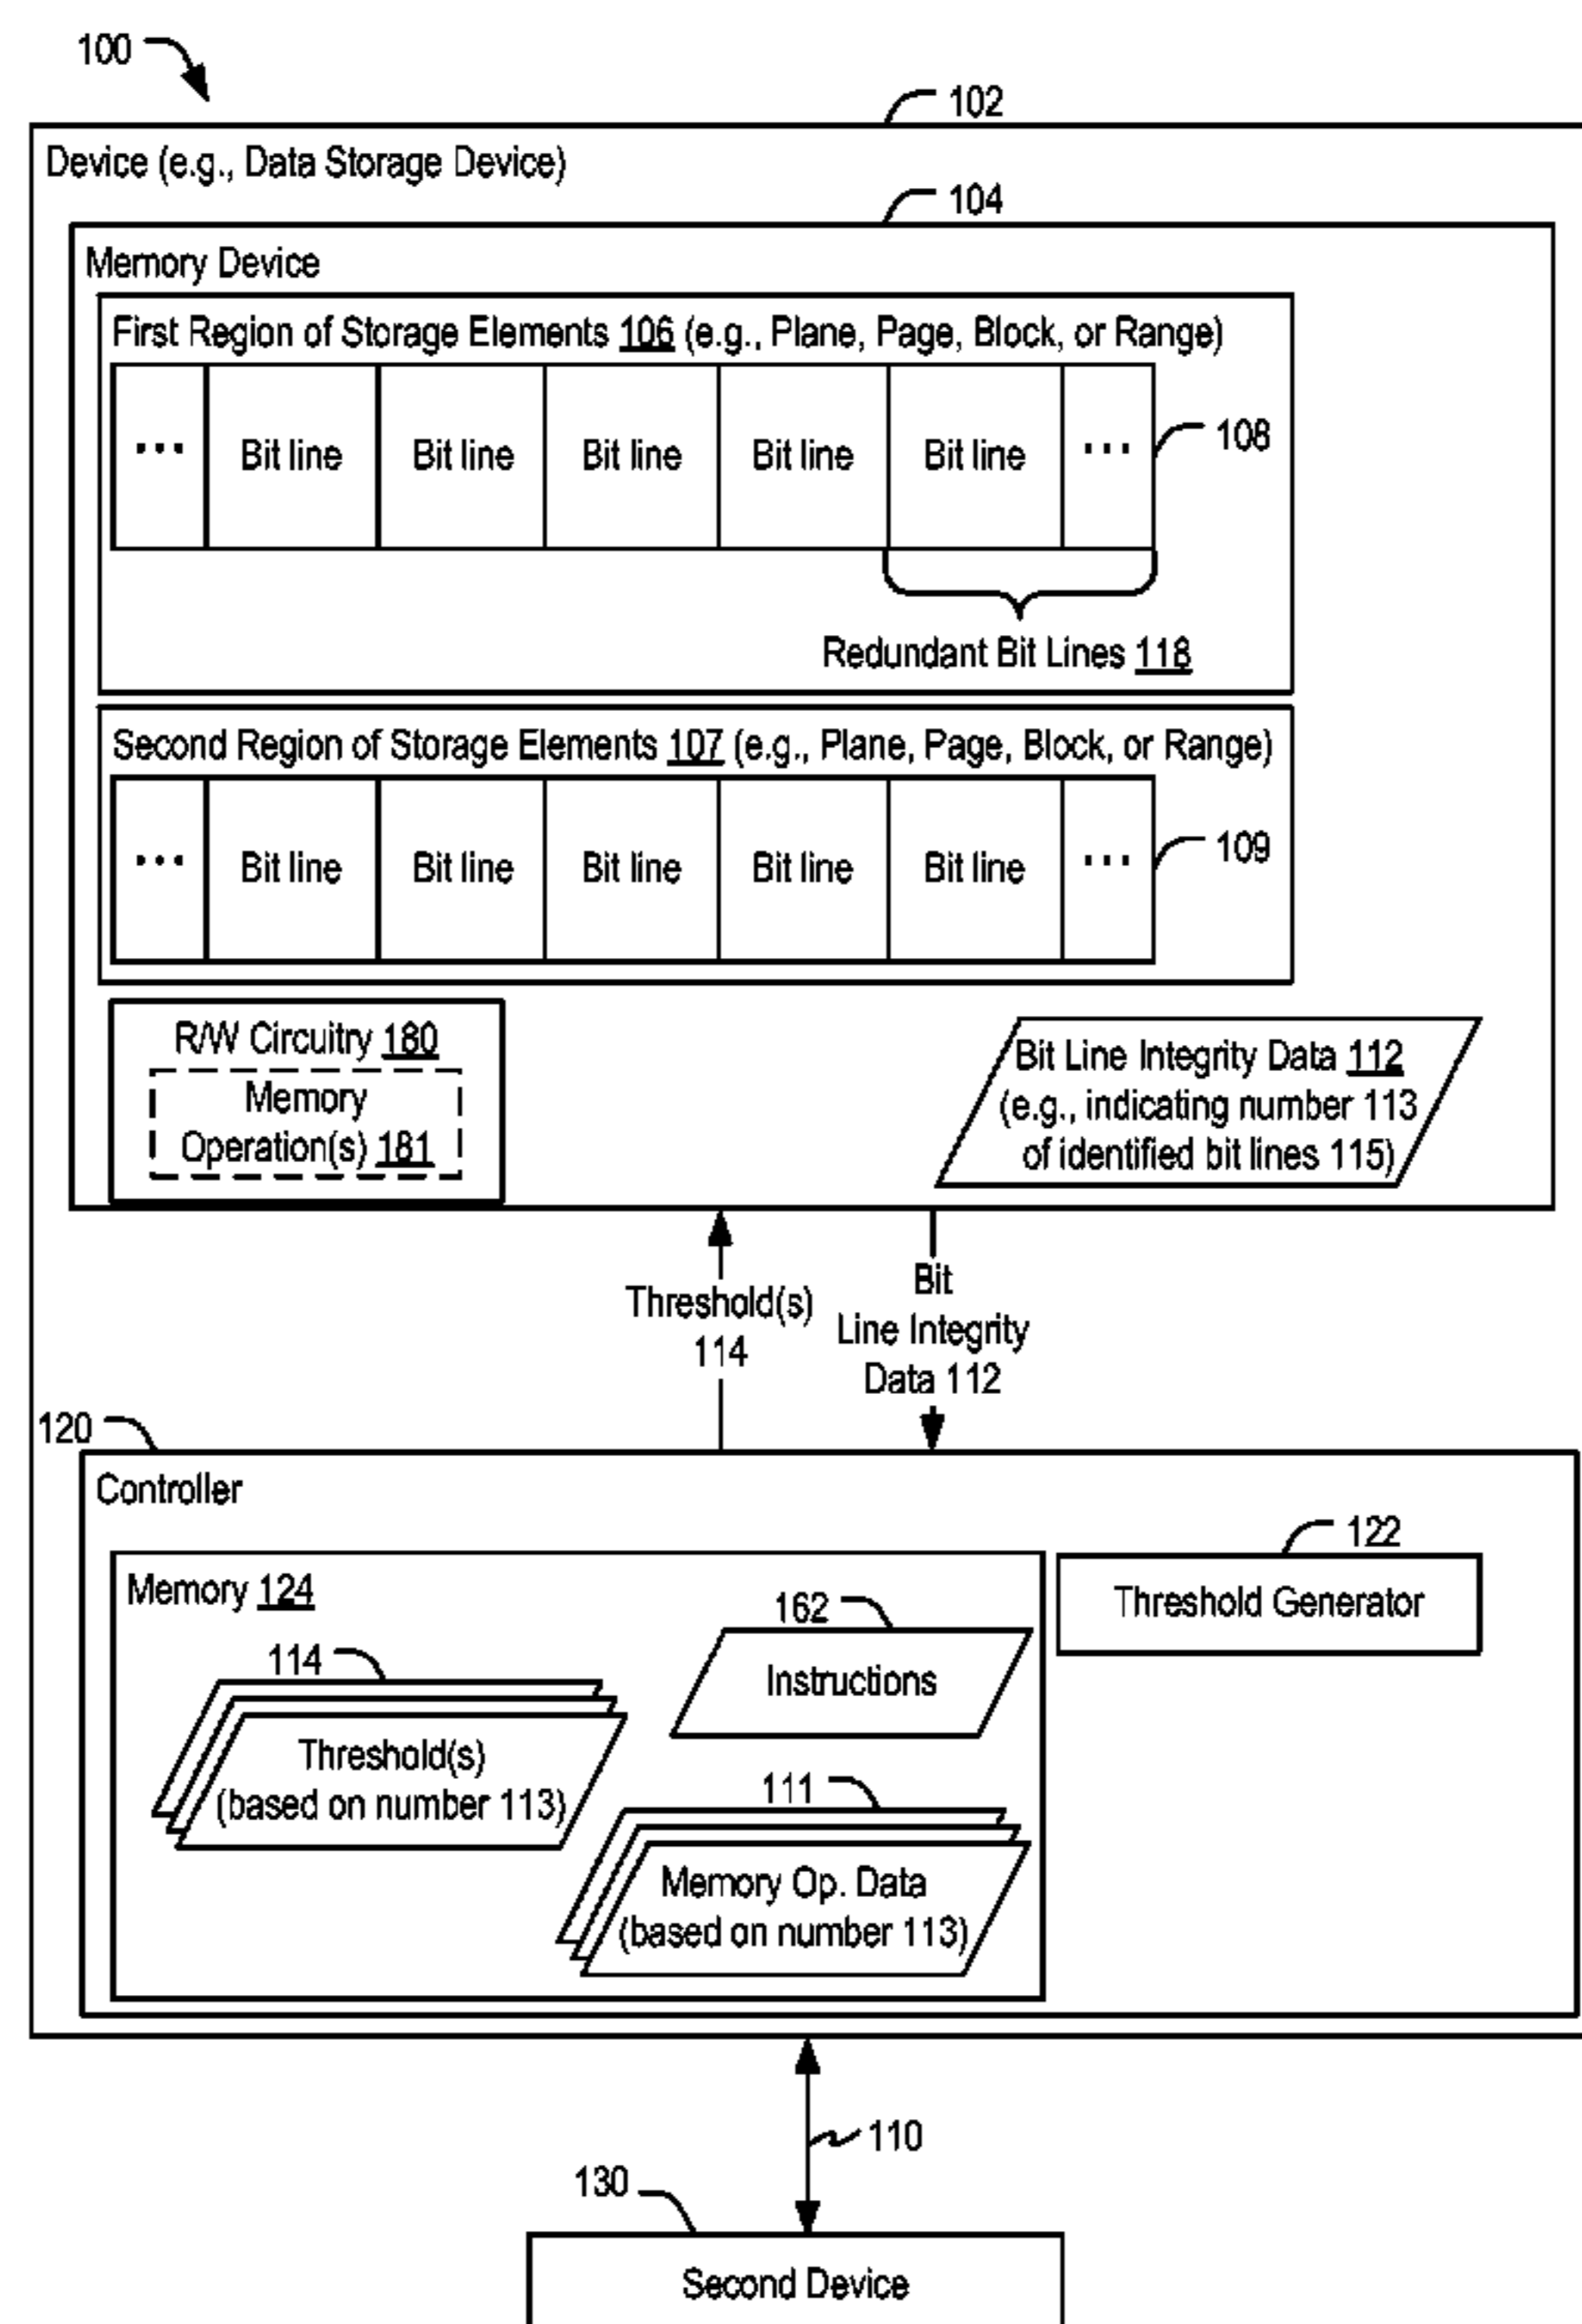 100
102
Device (e.g., Data Storage Device)
104
Memory Device
First Region of Storage Elements 106 (e.g., Plane, Page, Block, or Range)
... Bit line Bit line Bit line Bit line Bit line ...
108
Redundant Bit Lines 118
Second Region of Storage Elements 107 (e.g., Plane, Page, Block, or Range)
... Bit line Bit line Bit line Bit line Bit line ...
109
R/W Circuitry 180
Memory
Operation(s) 181
Bit Line Integrity Data 112
(e.g., indicating number 113
of identified bit lines 115)
Threshold(s)
114
Bit
Line Integrity
Data 112
120
Controller
122
Threshold Generator
Memory 124
162
Instructions
114
Threshold(s)
(based on number 113)
111
Memory Op. Data
(based on number 113)
110
130
Second Device